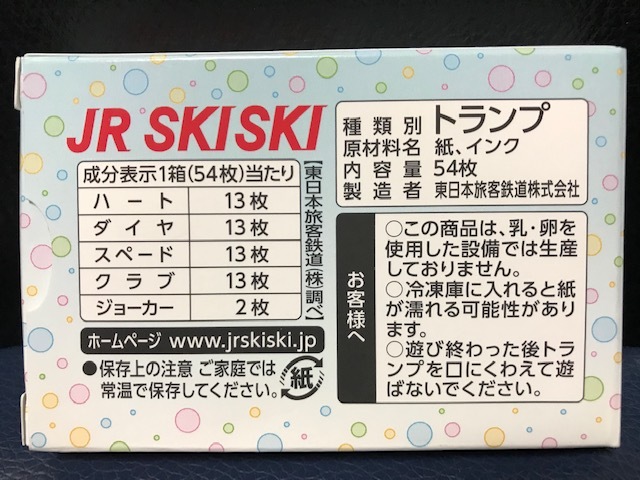 JR SKISKI
成分表示1箱(54枚)当たり
ハート 13枚
ダイヤ 13枚
スペード 13枚
クラブ 13枚
ジョーカー 2枚
【東日本旅客鉄道(株)調べ】
ホームページ www.jrskiski.jp
●保存上の注意 ご家庭では
常温で保存してください。
紙
種類別 トランプ
原材料名 紙、インク
内容量 54枚
製造者 東日本旅客鉄道株式会社
お客様へ
○この商品は、乳・卵を
使用した設備では生産
しておりません。
○冷凍庫に入れると紙
が濡れる可能性があり
ます。
○遊び終わった後トラ
ンプを口にくわえて遊
ばないでください。